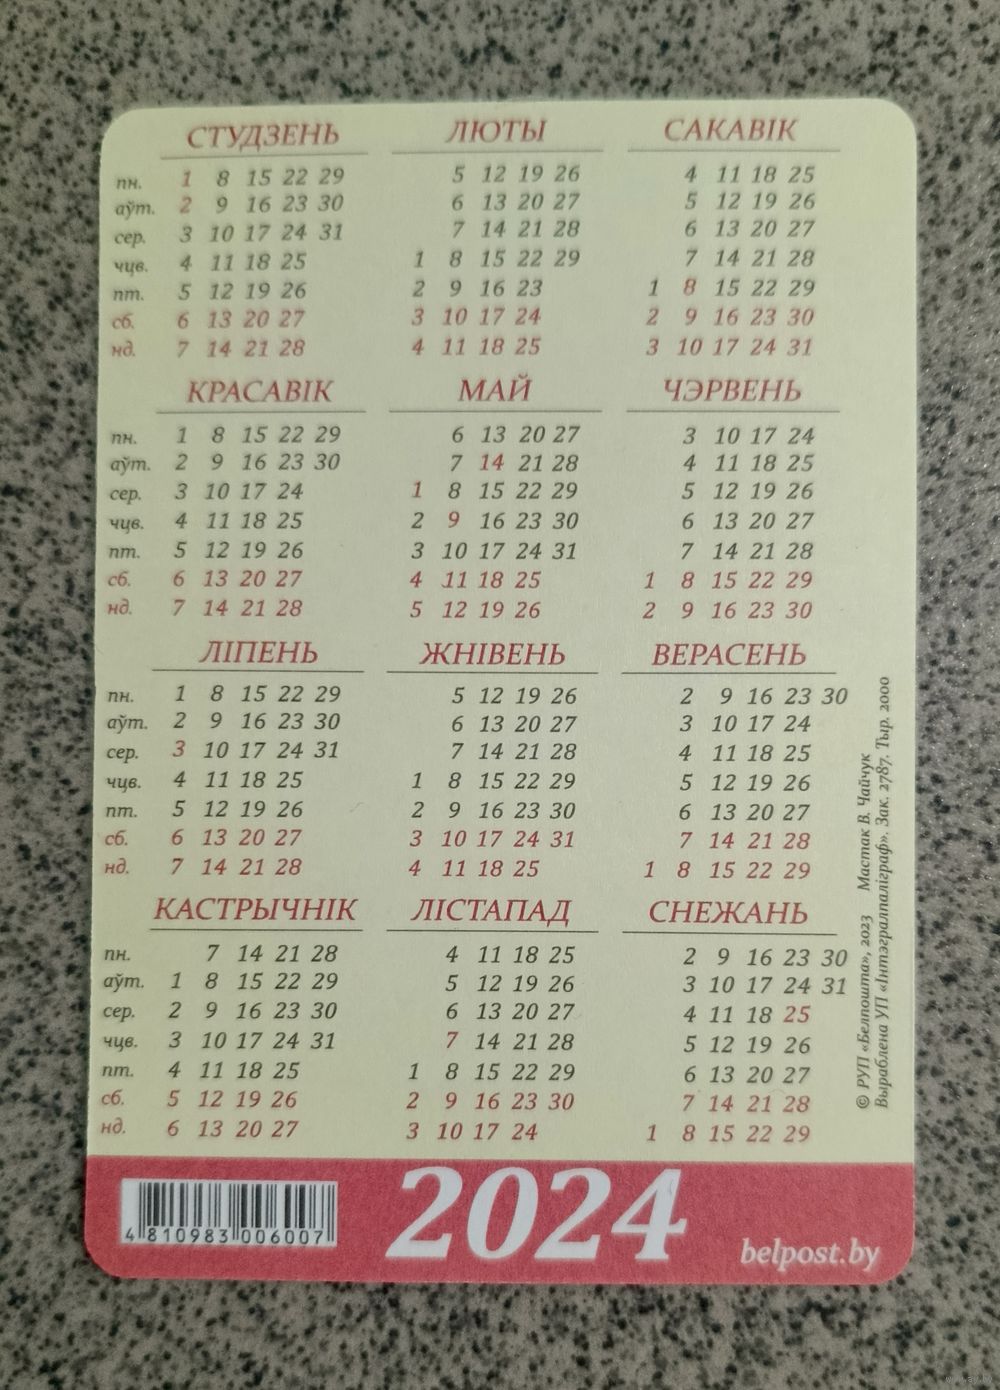 СТУДЗЕНЬ ЛЮТЫ САКАВІК
пн. 1 8 15 22 29 5 12 19 26 4 11 18 25
аўт. 2 9 16 23 30 6 13 20 27 5 12 19 26
сер. 3 10 17 24 31 7 14 21 28 6 13 20 27
чцв. 4 11 18 25 1 8 15 22 29 7 14 21 28
пт. 5 12 19 26 2 9 16 23 1 8 15 22 29
сб. 6 13 20 27 3 10 17 24 2 9 16 23 30
нд. 7 14 21 28 4 11 18 25 3 10 17 24 31
КРАСАВІК МАЙ ЧЭРВЕНЬ
пн. 1 8 15 22 29 6 13 20 27 3 10 17 24
аўт. 2 9 16 23 30 7 14 21 28 4 11 18 25
сер. 3 10 17 24 1 8 15 22 29 5 12 19 26
чцв. 4 11 18 25 2 9 16 23 30 6 13 20 27
пт. 5 12 19 26 3 10 17 24 31 7 14 21 28
сб. 6 13 20 27 4 11 18 25 1 8 15 22 29
нд. 7 14 21 28 5 12 19 26 2 9 16 23 30
ЛІПЕНЬ ЖНІВЕНЬ ВЕРАСЕНЬ
пн. 1 8 15 22 29 5 12 19 26 2 9 16 23 30
аўт. 2 9 16 23 30 6 13 20 27 3 10 17 24
сер. 3 10 17 24 31 7 14 21 28 4 11 18 25
чцв. 4 11 18 25 1 8 15 22 29 5 12 19 26
пт. 5 12 19 26 2 9 16 23 30 6 13 20 27
сб. 6 13 20 27 3 10 17 24 31 7 14 21 28
нд. 7 14 21 28 4 11 18 25 1 8 15 22 29
КАСТРЫЧНІК ЛІСТАПАД СНЕЖАНЬ
пн. 7 14 21 28 4 11 18 25 2 9 16 23 30
аўт. 1 8 15 22 29 5 12 19 26 3 10 17 24 31
сер. 2 9 16 23 30 6 13 20 27 4 11 18 25
чцв. 3 10 17 24 31 7 14 21 28 5 12 19 26
пт. 4 11 18 25 1 8 15 22 29 6 13 20 27
сб. 5 12 19 26 2 9 16 23 30 7 14 21 28
нд. 6 13 20 27 3 10 17 24 1 8 15 22 29
© РУП «Белпошта», 2023 Мастак В. Чайчук
Выраблена УП «Інтэгралпаліграф». Зак. 2787. Тыр. 2000
4 810983 006007
2024
belpost.by